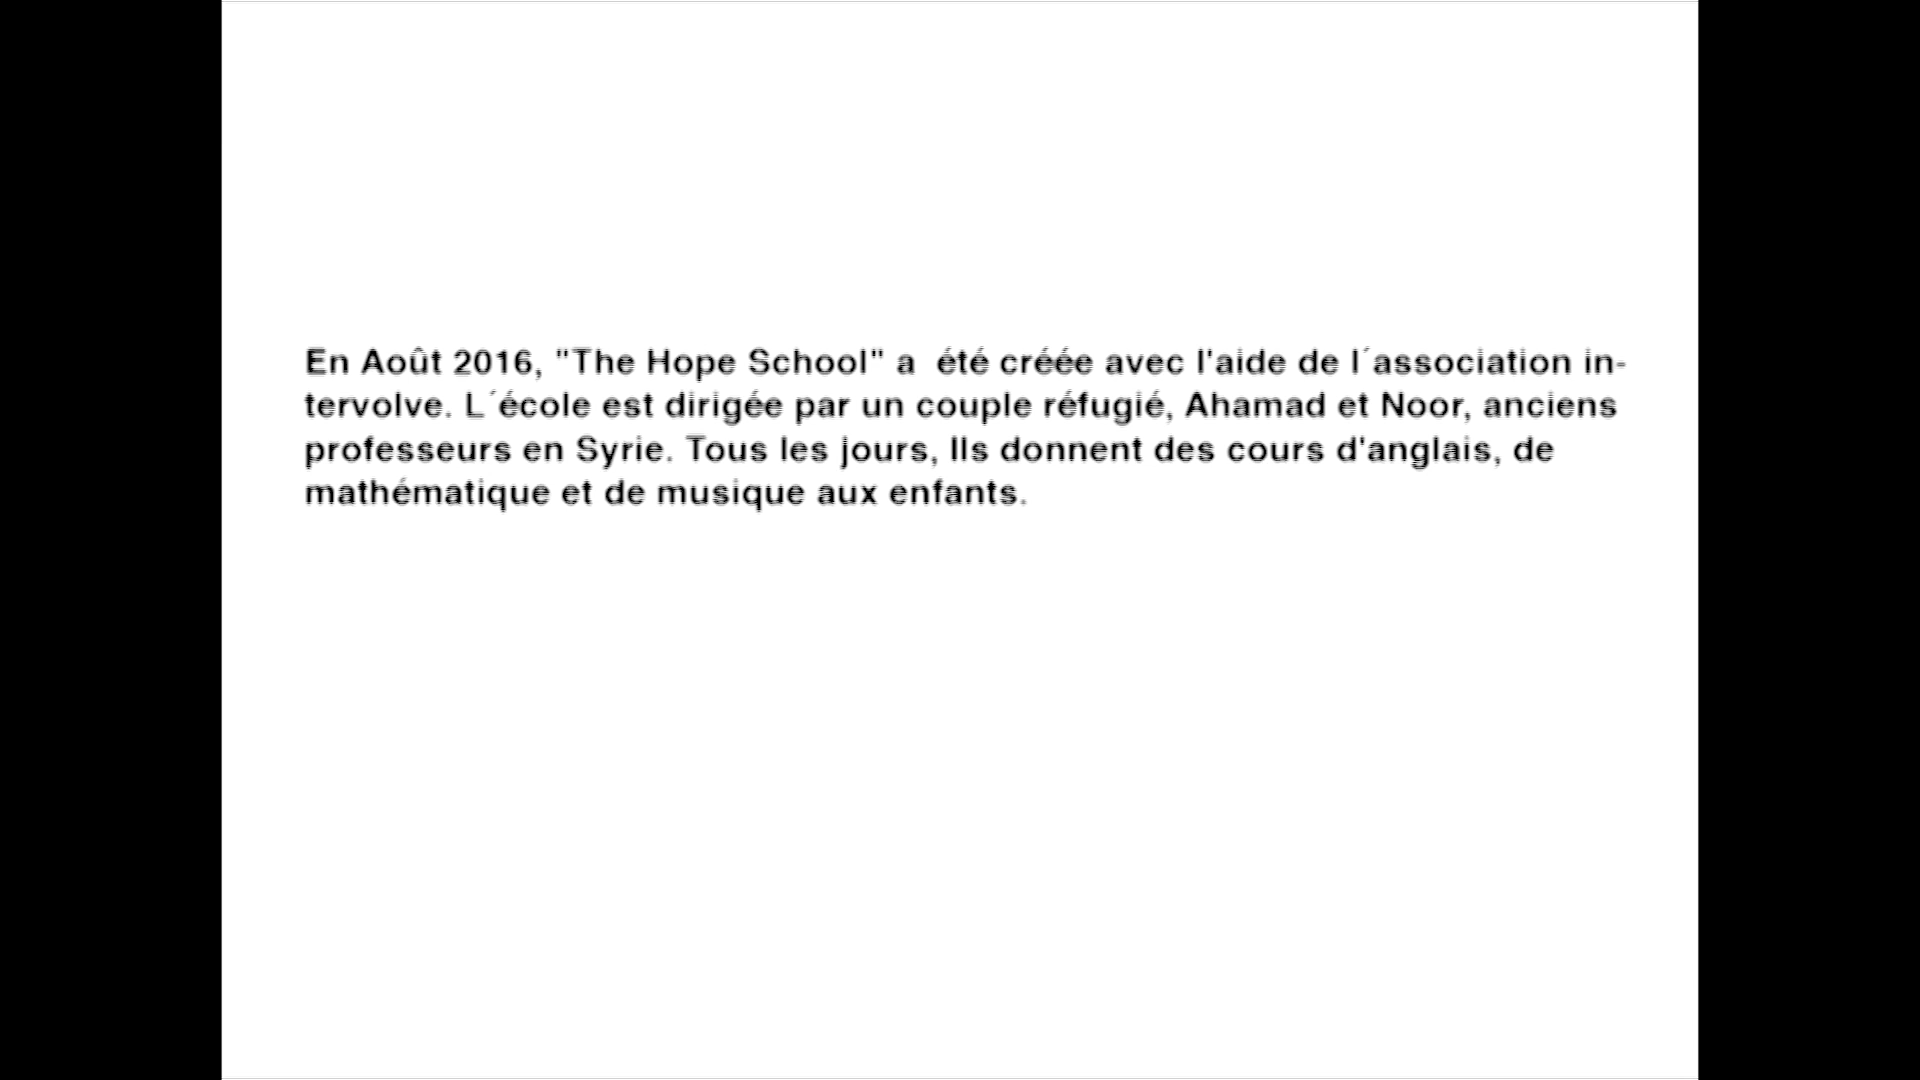 En Août 2016, "The Hope School" a  été créée avec l'aide de l´association in-
tervolve. L´école est dirigée par un couple réfugié, Ahamad et Noor, anciens
professeurs en Syrie. Tous les jours, Ils donnent des cours d'anglais, de
mathématique et de musique aux enfants.